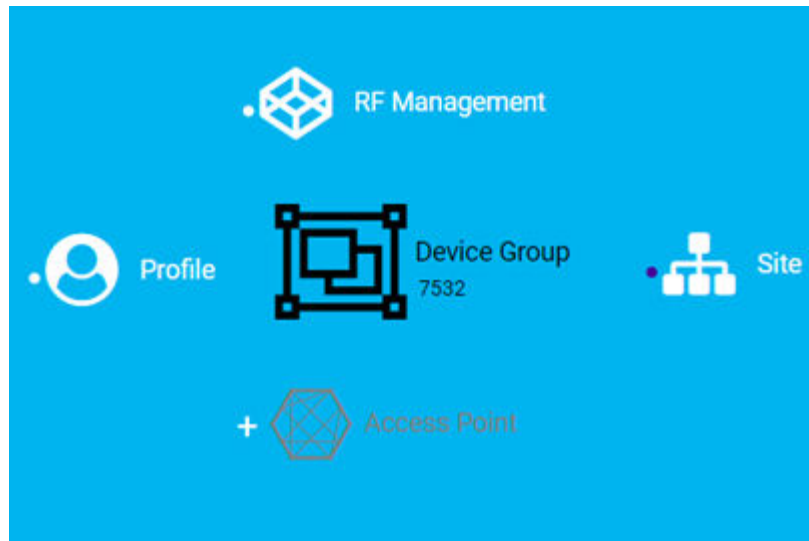 RF Management
Profile
Device Group
7532
Site
Access Point